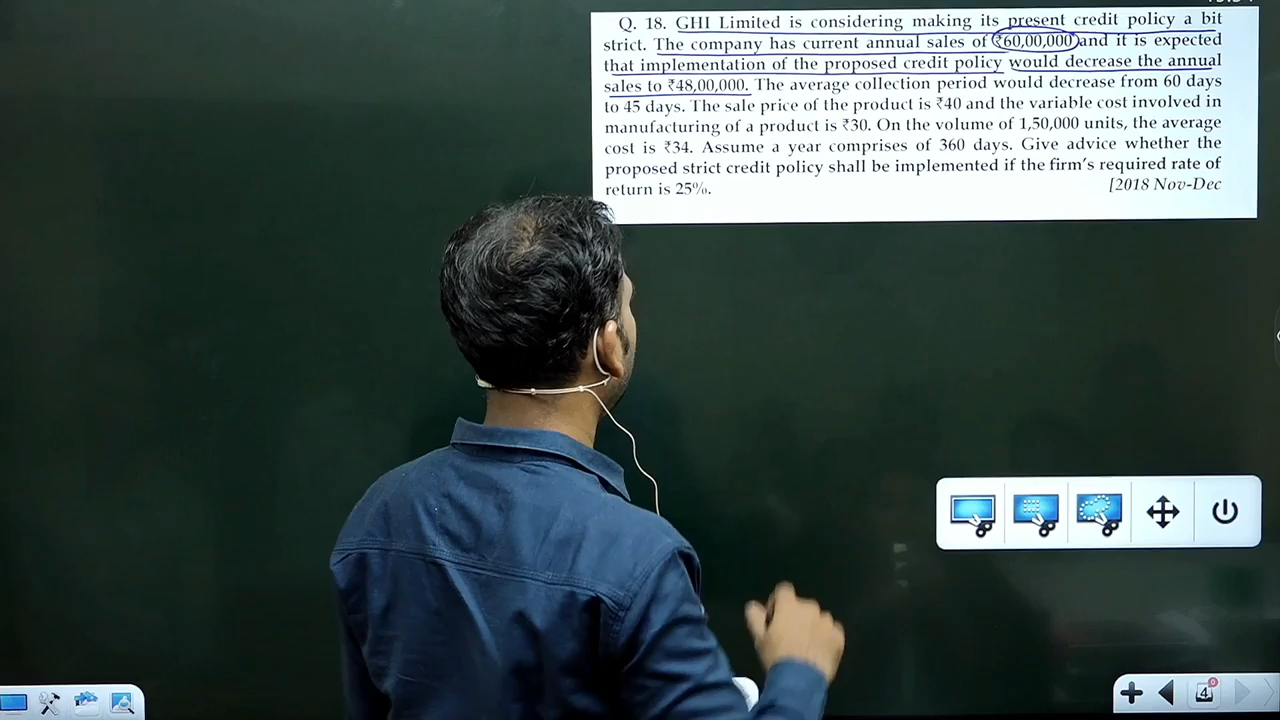 Q. 18. GHI Limited is considering making its present credit policy a bit
strict. The company has current annual sales of ₹60,00,000 and it is expected
that implementation of the proposed credit policy would decrease the annual
sales to ₹48,00,000. The average collection period would decrease from 60 days
to 45 days. The sale price of the product is ₹40 and the variable cost involved in
manufacturing of a product is ₹30. On the volume of 1,50,000 units, the average
cost is ₹34. Assume a year comprises of 360 days. Give advice whether the
proposed strict credit policy shall be implemented if the firm's required rate of
return is 25%. [2018 Nov-Dec
4
0